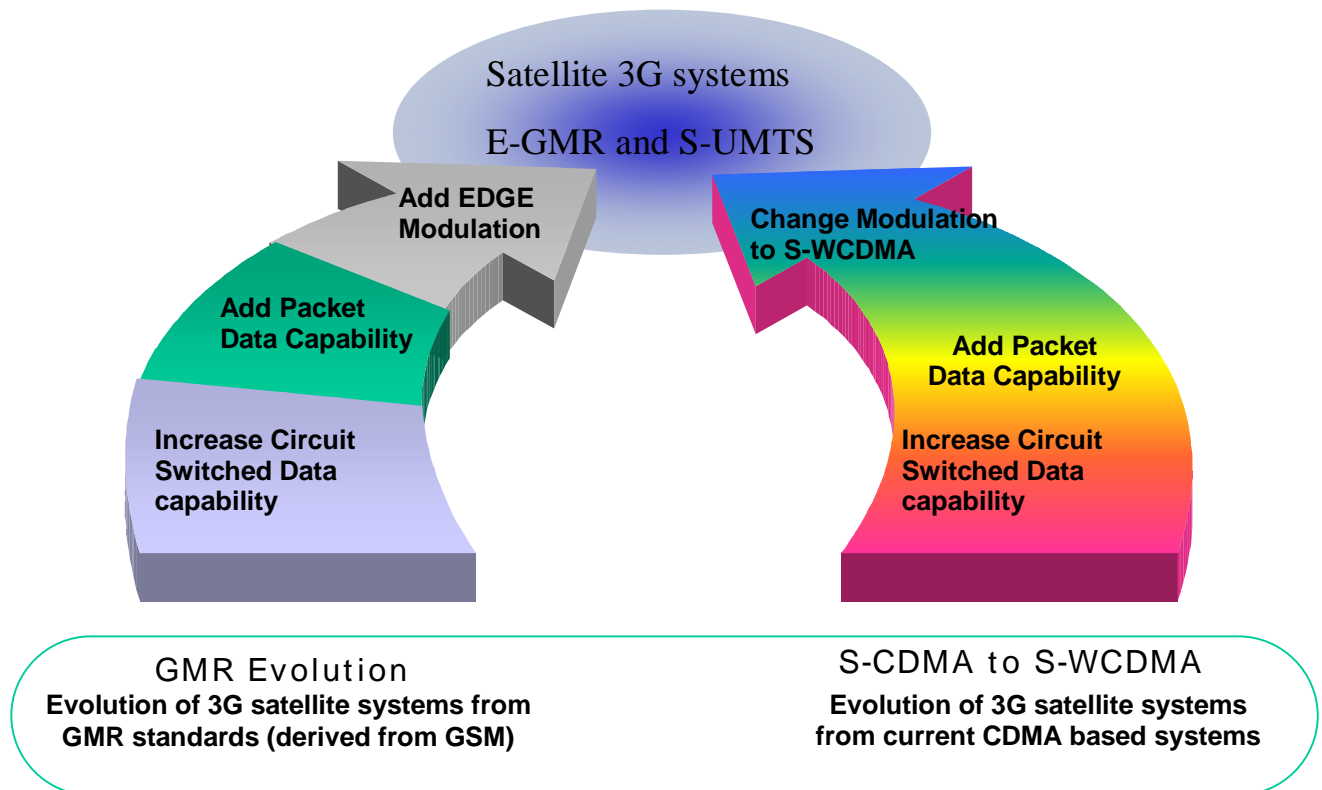 Satellite 3G systems
E-GMR and S-UMTS
Add EDGE
Modulation
Add Packet
Data Capability
Increase Circuit
Switched Data
capability
Change Modulation
to S-WCDMA
Add Packet
Data Capability
Increase Circuit
Switched Data
capability
GMR Evolution
Evolution of 3G satellite systems from
GMR standards (derived from GSM)
S-CDMA to S-WCDMA
Evolution of 3G satellite systems
from current CDMA based systems